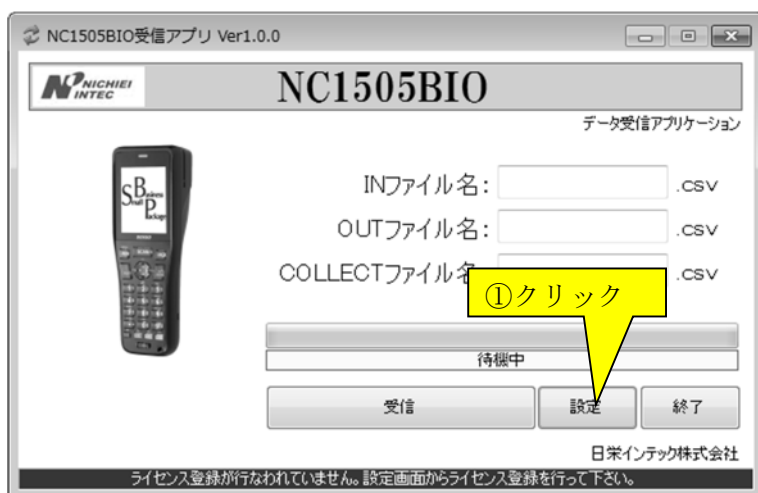 NC1505BIO受信アプリ Ver1.0.0
NICHIEI INTEC
NC1505BIO
データ受信アプリケーション
Small Business Package
INファイル名: .csv
OUTファイル名: .csv
COLLECTファイル名 .csv
①クリック
待機中
受信 設定 終了
日栄インテック株式会社
ライセンス登録が行なわれていません。設定画面からライセンス登録を行って下さい。